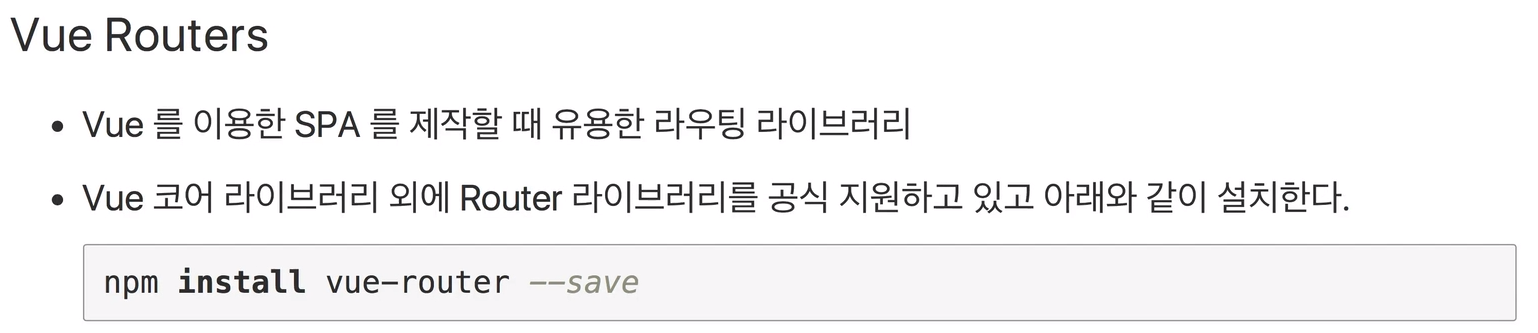 Vue Routers
• Vue 를 이용한 SPA 를 제작할 때 유용한 라우팅 라이브러리
• Vue 코어 라이브러리 외에 Router 라이브러리를 공식 지원하고 있고 아래와 같이 설치한다.
npm install vue-router --save